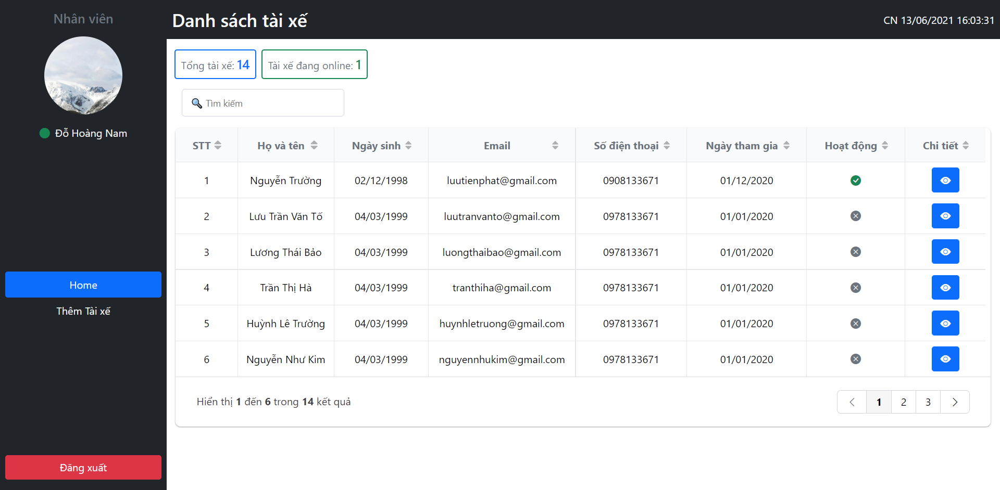 Nhân viên
Đỗ Hoàng Nam
Home
Thêm Tài xế
Đăng xuất
Danh sách tài xế
CN 13/06/2021 16:03:31
Tổng tài xế: 14
Tài xế đang online: 1
Tìm kiếm
STT Họ và tên Ngày sinh Email Số điện thoại Ngày tham gia Hoạt động Chi tiết
1 Nguyễn Trường 02/12/1998 luutienphat@gmail.com 0908133671 01/12/2020
2 Lưu Trần Văn Tố 04/03/1999 luutranvanto@gmail.com 0978133671 01/01/2020
3 Lương Thái Bảo 04/03/1999 luongthaibao@gmail.com 0978133671 01/01/2020
4 Trần Thị Hà 04/03/1999 tranthiha@gmail.com 0978133671 01/01/2020
5 Huỳnh Lê Trường 04/03/1999 huynhletruong@gmail.com 0978133671 01/01/2020
6 Nguyễn Như Kim 04/03/1999 nguyennhukim@gmail.com 0978133671 01/01/2020
Hiển thị 1 đến 6 trong 14 kết quả
1 2 3